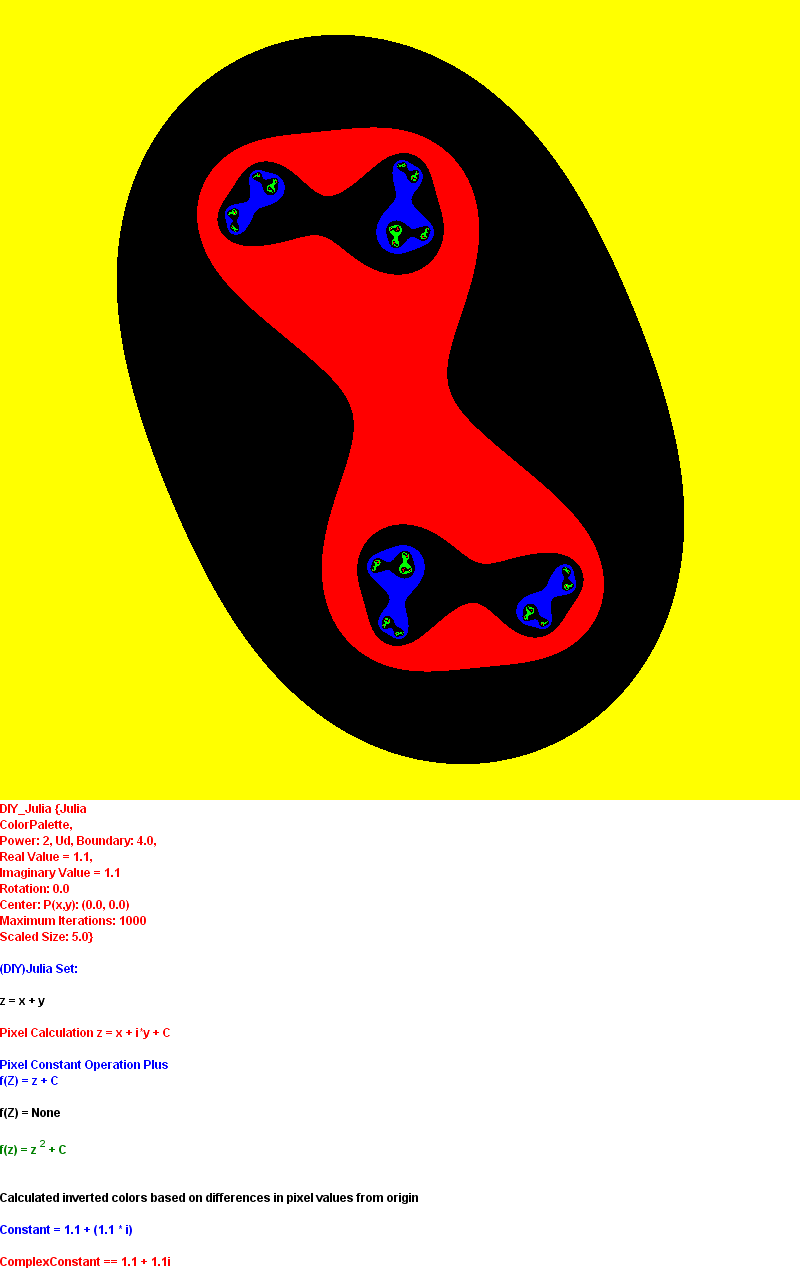 DIY_Julia {Julia
ColorPalette,
Power: 2, Ud, Boundary: 4.0,
Real Value = 1.1,
Imaginary Value = 1.1
Rotation: 0.0
Center: P(x,y): (0.0, 0.0)
Maximum Iterations: 1000
Scaled Size: 5.0}
(DIY)Julia Set:
z = x + y
Pixel Calculation z = x + i*y + C
Pixel Constant Operation Plus
f(Z) = z + C
f(Z) = None
f(z) = z ² + C
Calculated inverted colors based on differences in pixel values from origin
Constant = 1.1 + (1.1 * i)
ComplexConstant == 1.1 + 1.1i